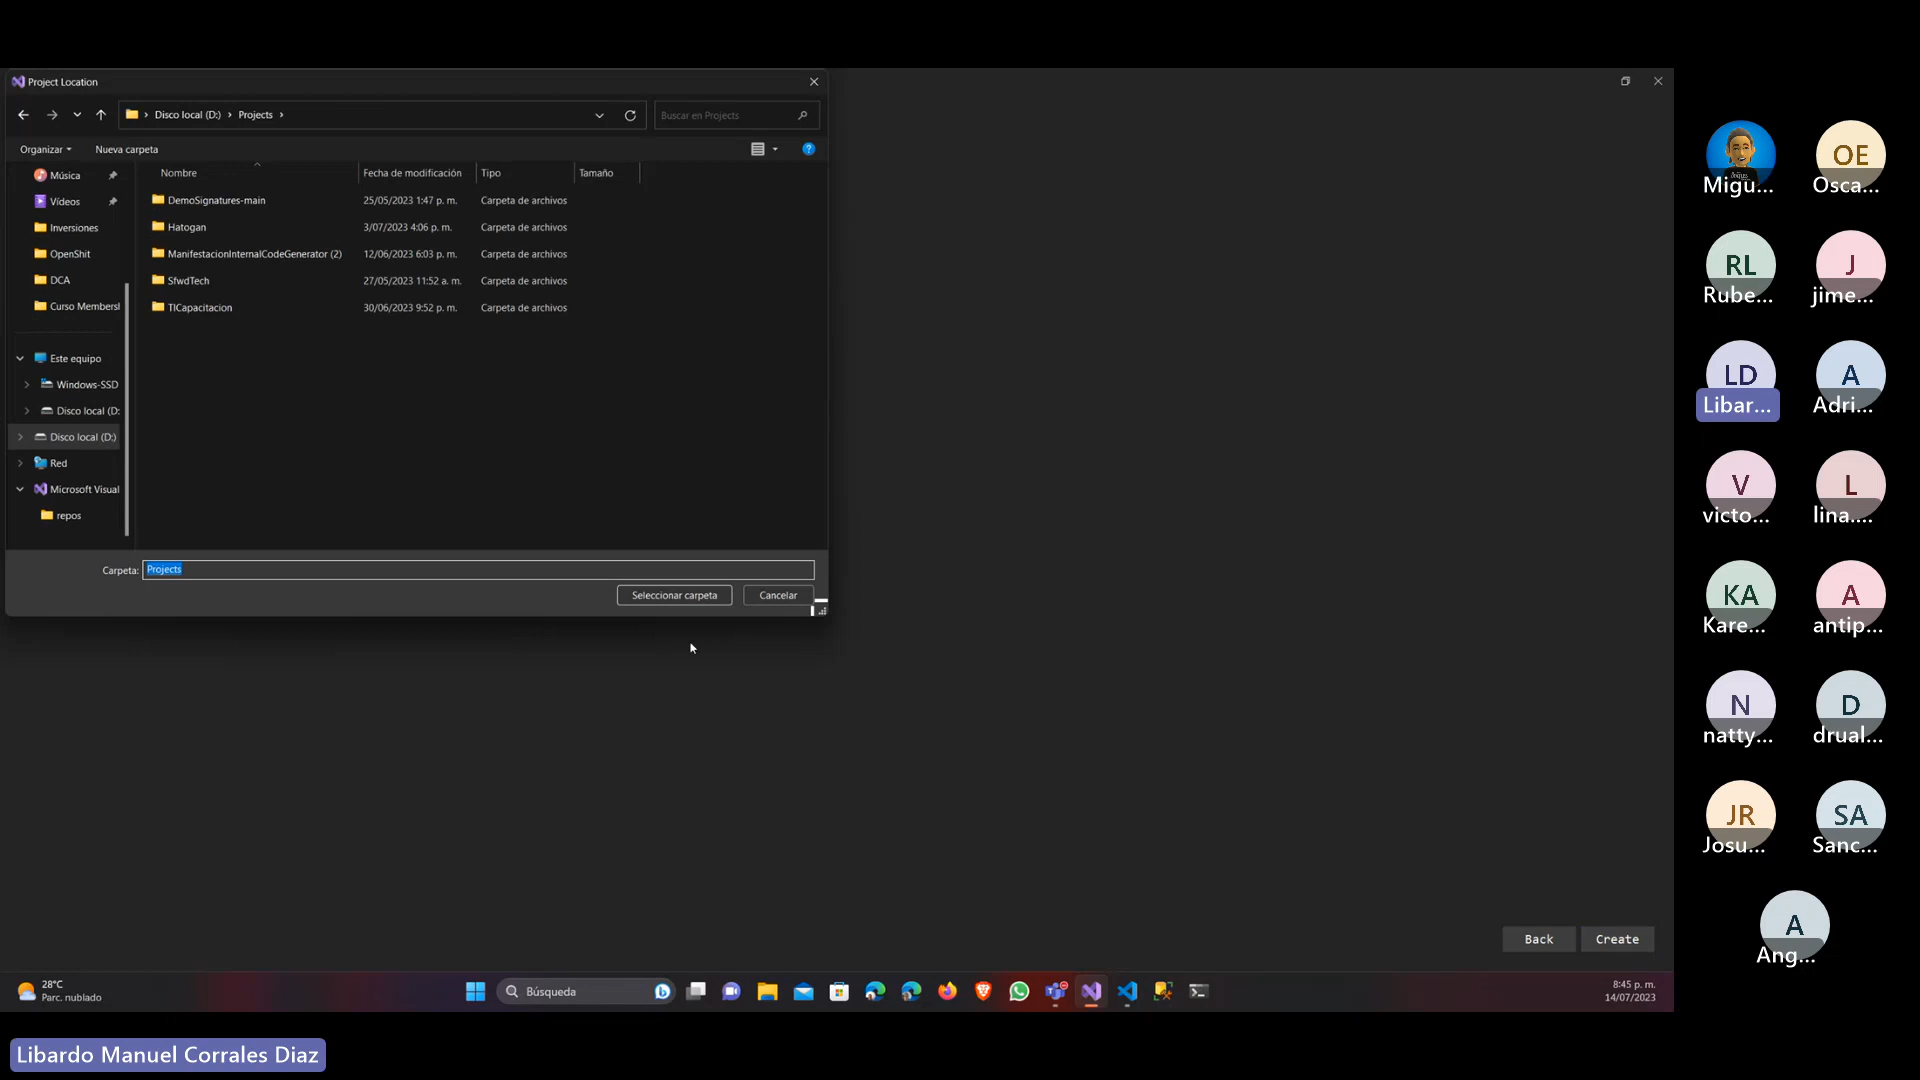 Project Location
Disco local (D:) > Projects >
Buscar en Projects
Organizar
Nueva carpeta
Música
Vídeos
Inversiones
OpenShit
DCA
Curso Members
Este equipo
Windows-SSD
Disco local (D:
Disco local (D:)
Red
Microsoft Visual
repos
Nombre Fecha de modificación Tipo Tamaño
DemoSignatures-main 25/05/2023 1:47 p. m. Carpeta de archivos
Hatogan 3/07/2023 4:06 p. m. Carpeta de archivos
ManifestacionInternalCodeGenerator (2) 12/06/2023 6:03 p. m. Carpeta de archivos
SfwdTech 27/05/2023 11:52 a. m. Carpeta de archivos
TICapacitacion 30/06/2023 9:52 p. m. Carpeta de archivos
Carpeta: Projects
Seleccionar carpeta
Cancelar
Back
Create
28°C
Parc. nublado
Búsqueda
8:45 p. m.
14/07/2023
Migu...
OE
Osca...
RL
Rube...
J
jime...
LD
Libar...
A
Adri...
V
victo...
L
lina....
KA
Kare...
A
antip...
N
natty...
D
drual...
JR
Josu...
SA
Sanc...
A
Ang...
Libardo Manuel Corrales Diaz